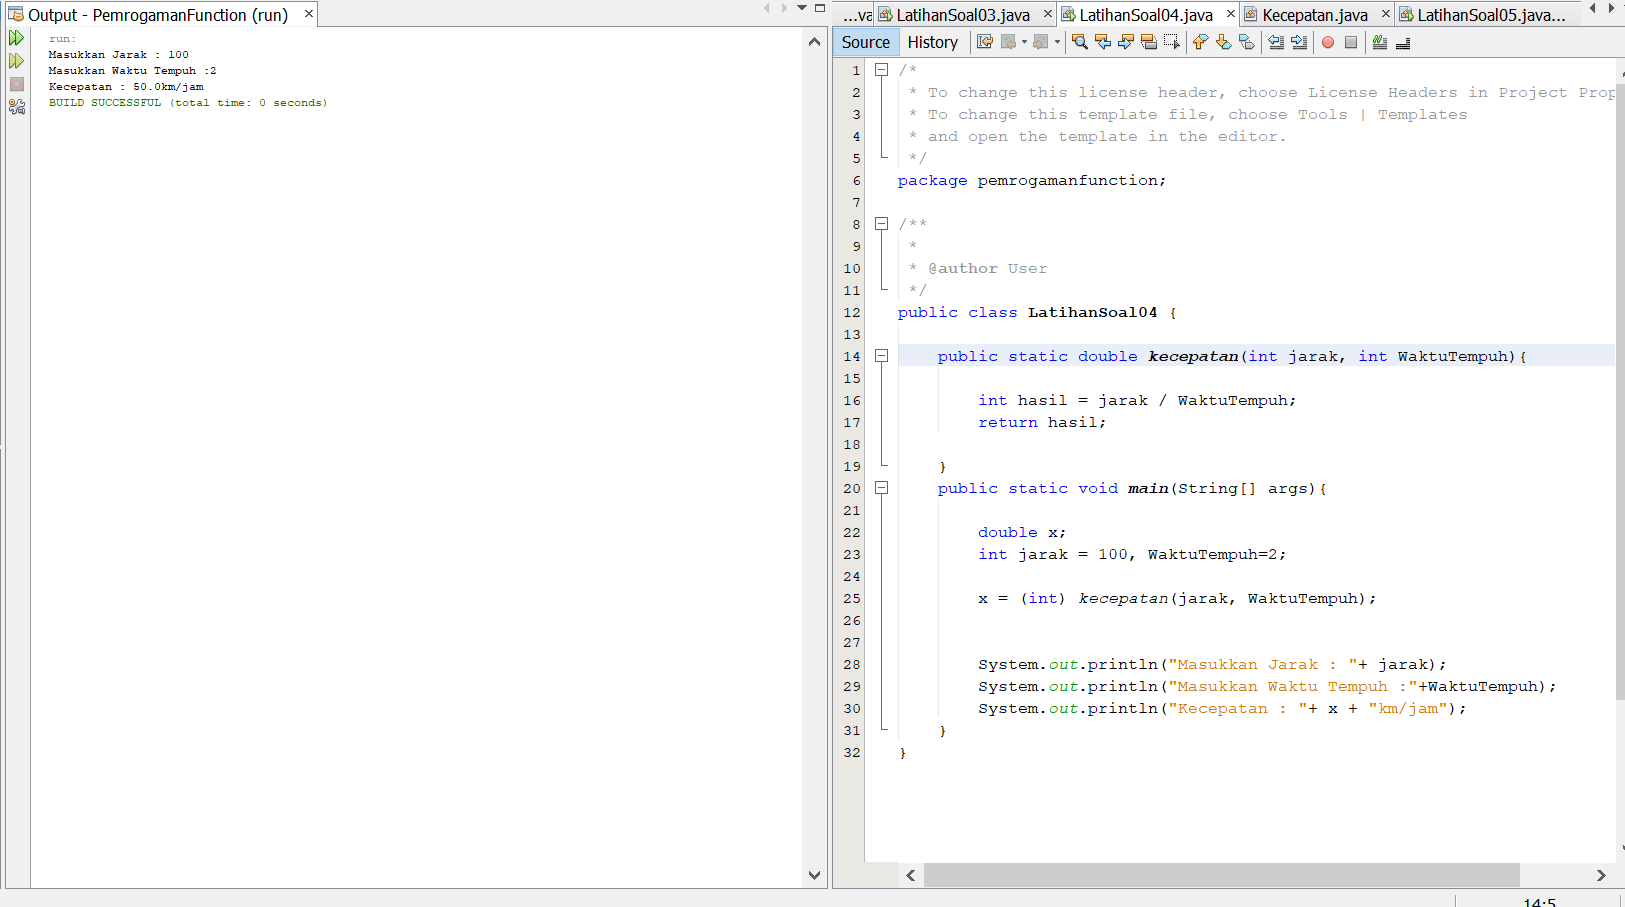 Output - PemrogamanFunction (run)
run:
Masukkan Jarak : 100
Masukkan Waktu Tempuh :2
Kecepatan : 50.0km/jam
BUILD SUCCESSFUL (total time: 0 seconds)
...va LatihanSoal03.java LatihanSoal04.java Kecepatan.java LatihanSoal05.java...
Source History
1 /*
2 * To change this license header, choose License Headers in Project Prop
3 * To change this template file, choose Tools | Templates
4 * and open the template in the editor.
5 */
6 package pemrogamanfunction;
7
8 /**
9 *
10 * @author User
11 */
12 public class LatihanSoal04 {
13
14 public static double kecepatan(int jarak, int WaktuTempuh){
15
16 int hasil = jarak / WaktuTempuh;
17 return hasil;
18
19 }
20 public static void main(String[] args){
21
22 double x;
23 int jarak = 100, WaktuTempuh=2;
24
25 x = (int) kecepatan(jarak, WaktuTempuh);
26
27
28 System.out.println("Masukkan Jarak : "+ jarak);
29 System.out.println("Masukkan Waktu Tempuh :"+WaktuTempuh);
30 System.out.println("Kecepatan : "+ x + "km/jam");
31 }
32 }
14:5